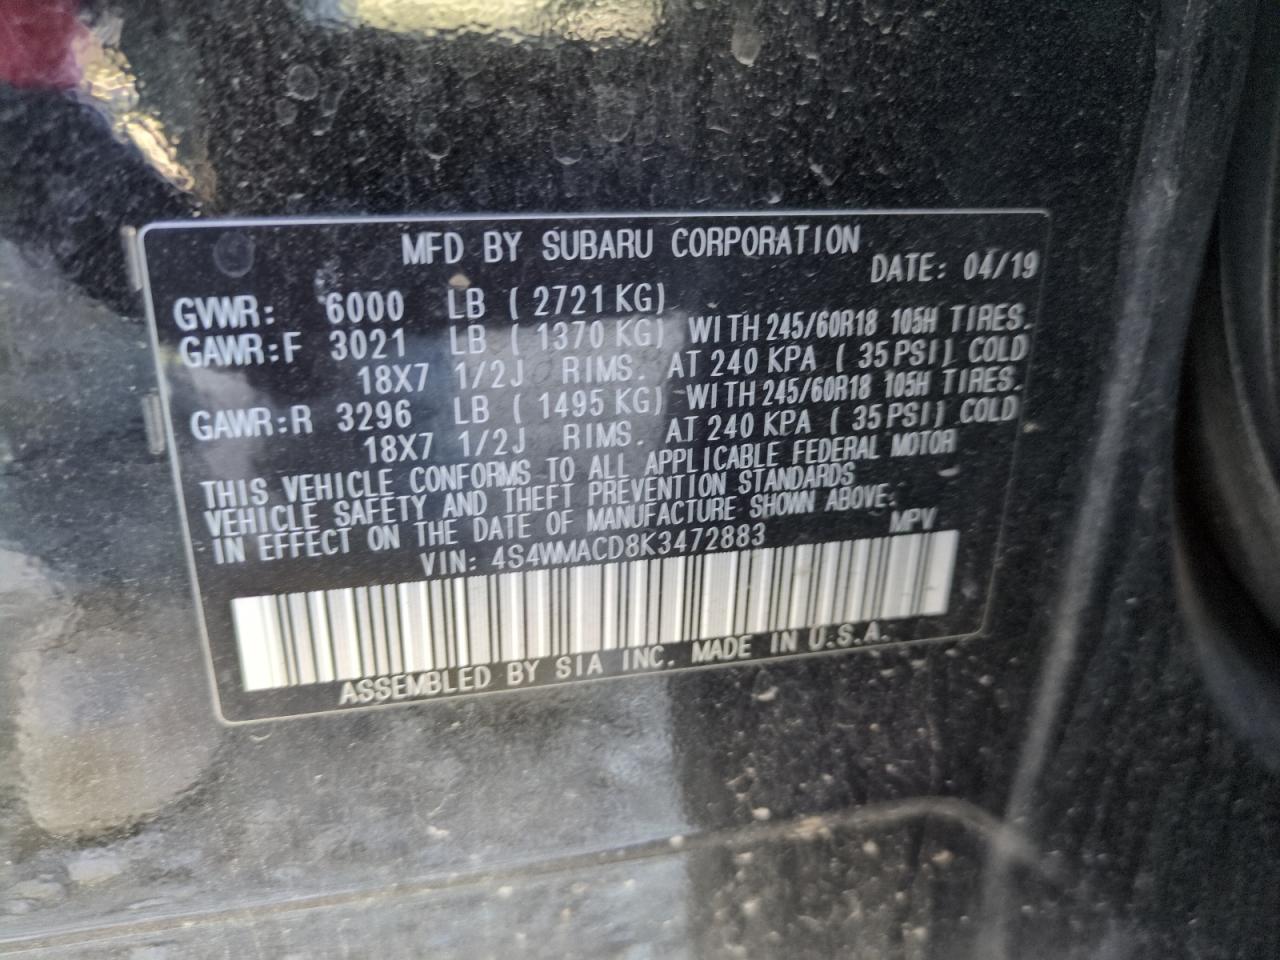 MFD BY SUBARU CORPORATION
DATE: 04/19
GVWR: 6000 LB ( 2721 KG)
GAWR:F 3021 LB ( 1370 KG) WITH 245/60R18 105H TIRES.
18X7 1/2J RIMS. AT 240 KPA ( 35 PSI) COLD
GAWR:R 3296 LB ( 1495 KG) WITH 245/60R18 105H TIRES.
18X7 1/2J RIMS. AT 240 KPA ( 35 PSI) COLD
THIS VEHICLE CONFORMS TO ALL APPLICABLE FEDERAL MOTOR
VEHICLE SAFETY AND THEFT PREVENTION STANDARDS
IN EFFECT ON THE DATE OF MANUFACTURE SHOWN ABOVE.
VIN: 4S4WMACD8K3472883 MPV
ASSEMBLED BY SIA INC. MADE IN U.S.A.